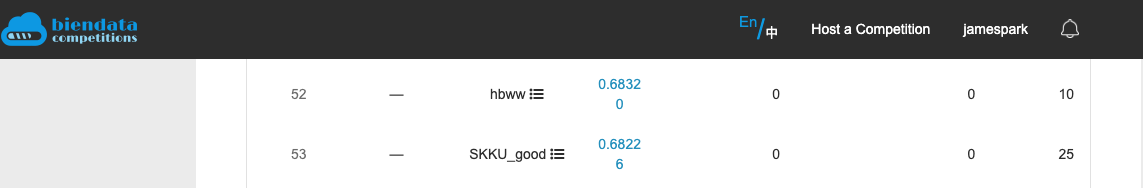 biendata
competitions
En/中 Host a Competition jamespark
52 — hbww 0.6832 0 0 10
0
53 — SKKU_good 0.6822 0 0 25
6